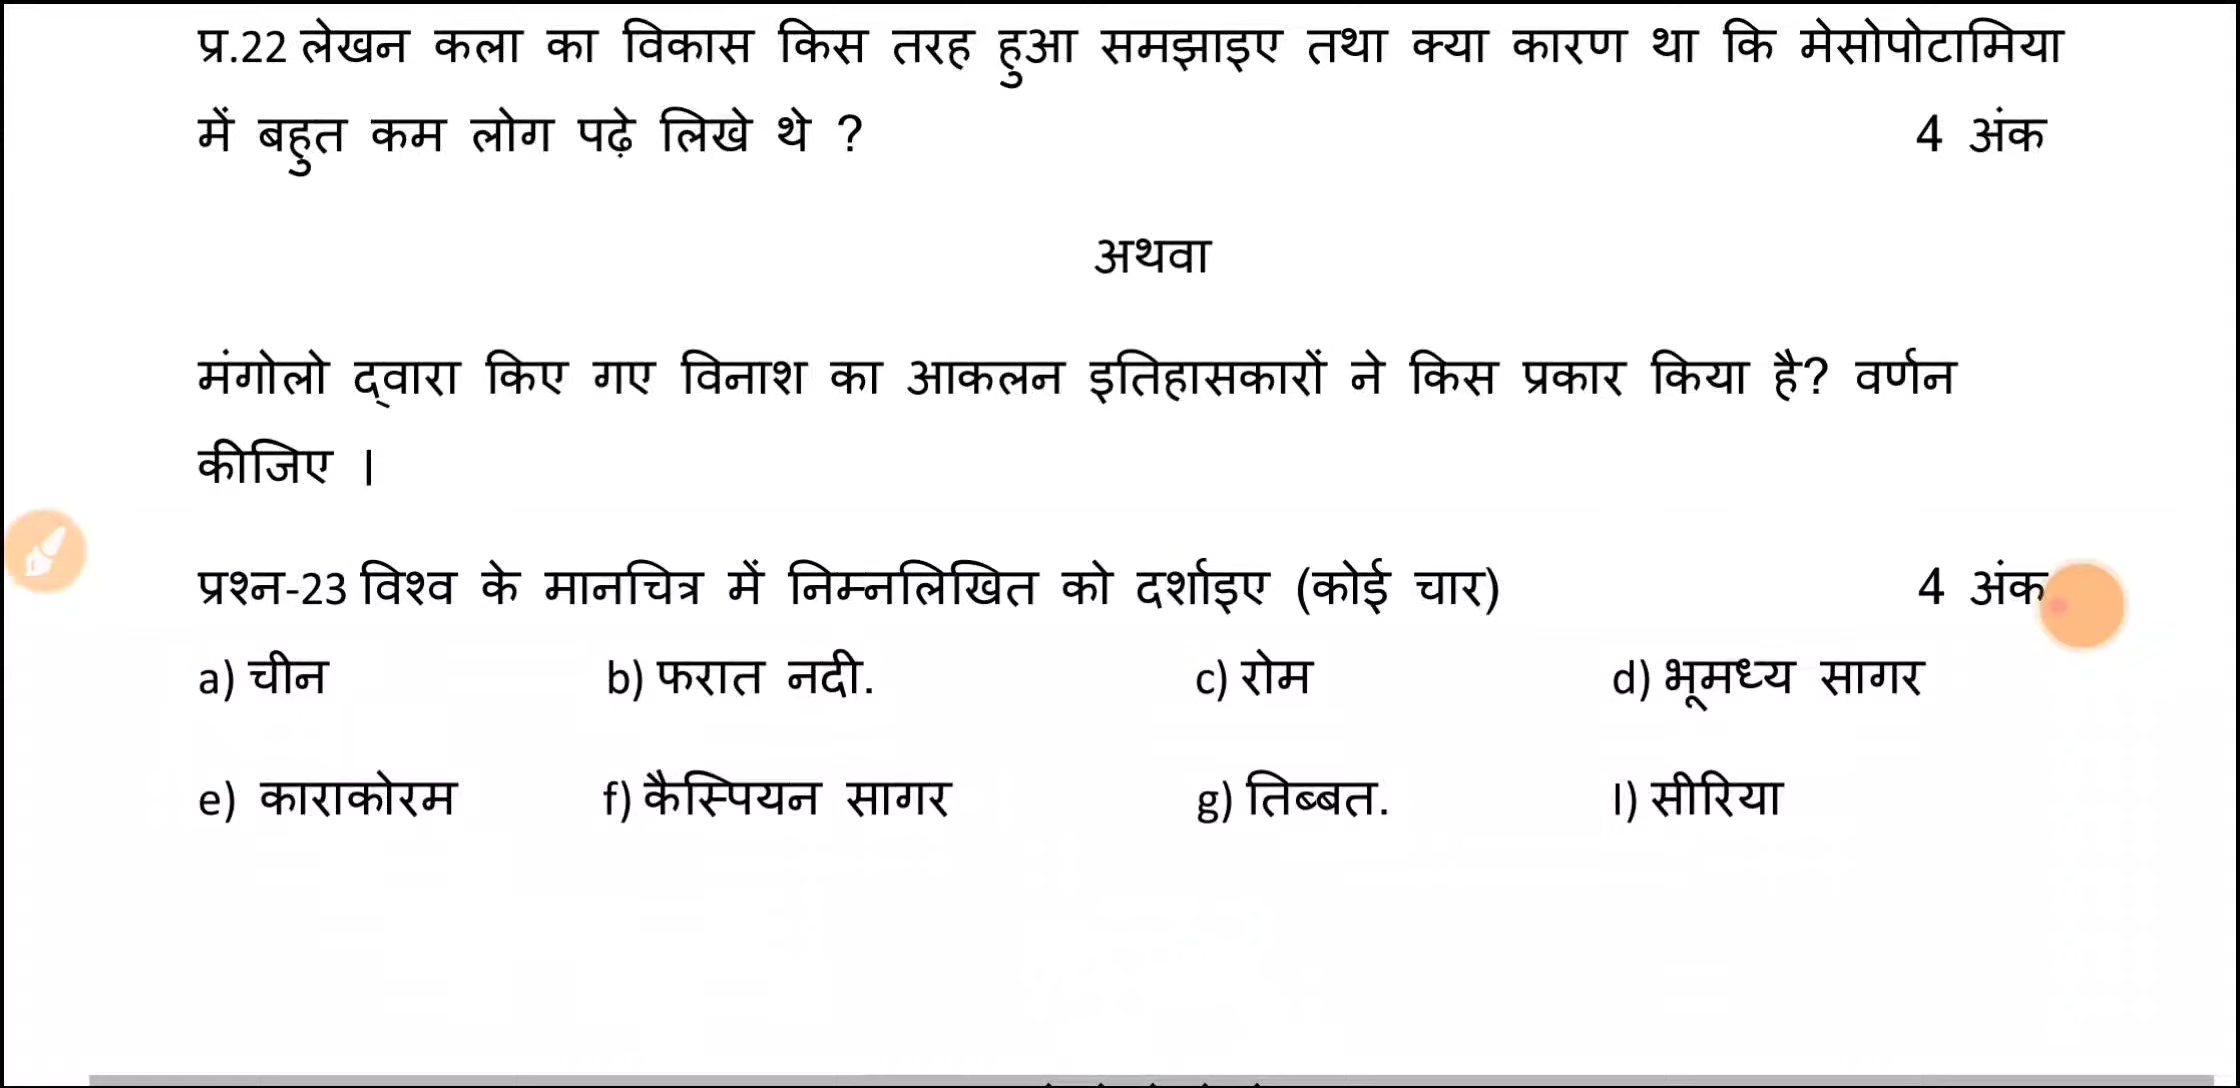 प्र.22 लेखन कला का विकास किस तरह हुआ समझाइए तथा क्या कारण था कि मेसोपोटामिया
में बहुत कम लोग पढ़े लिखे थे ? 4 अंक
अथवा
मंगोलो द्वारा किए गए विनाश का आकलन इतिहासकारों ने किस प्रकार किया है? वर्णन
कीजिए ।
प्रश्न-23 विश्व के मानचित्र में निम्नलिखित को दर्शाइए (कोई चार) 4 अंक
a) चीन b) फरात नदी. c) रोम d) भूमध्य सागर
e) काराकोरम f) कैस्पियन सागर g) तिब्बत. l) सीरिया